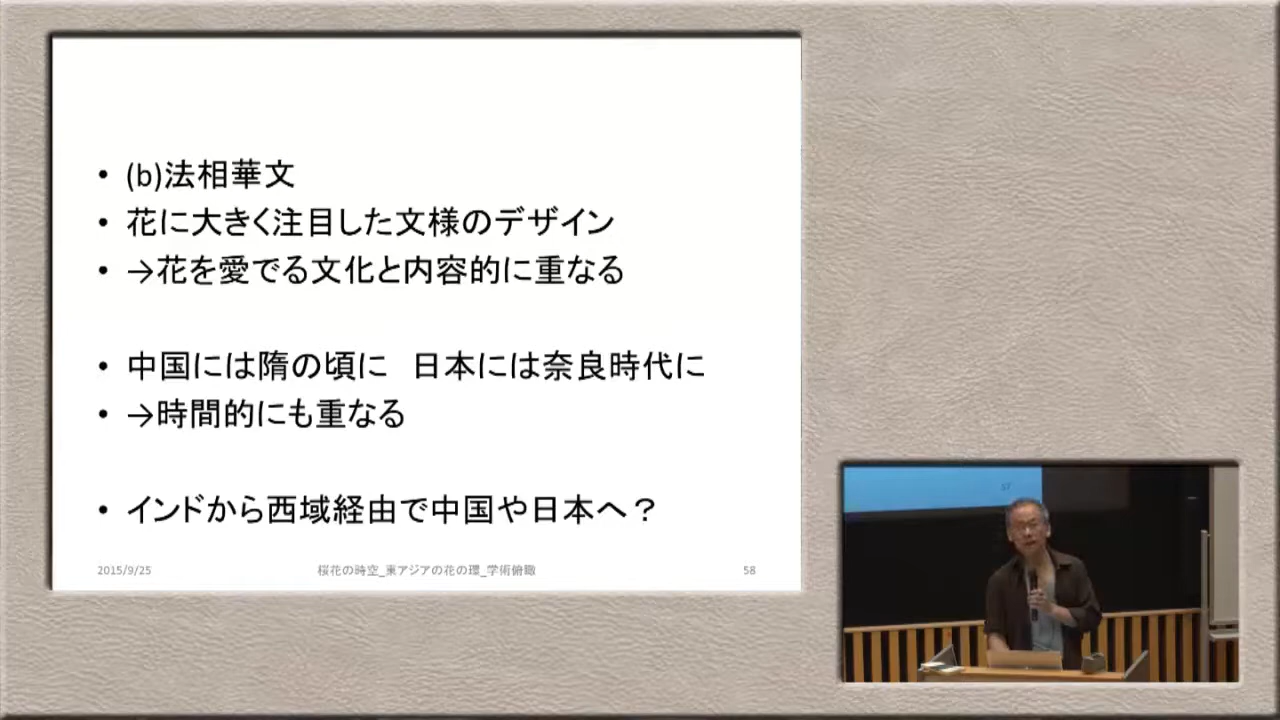 • (b)法相華文
• 花に大きく注目した文様のデザイン
• →花を愛でる文化と内容的に重なる
• 中国には隋の頃に　日本には奈良時代に
• →時間的にも重なる
• インドから西域経由で中国や日本へ？
2015/9/25 桜花の時空_東アジアの花の環_学術俯瞰 58
57